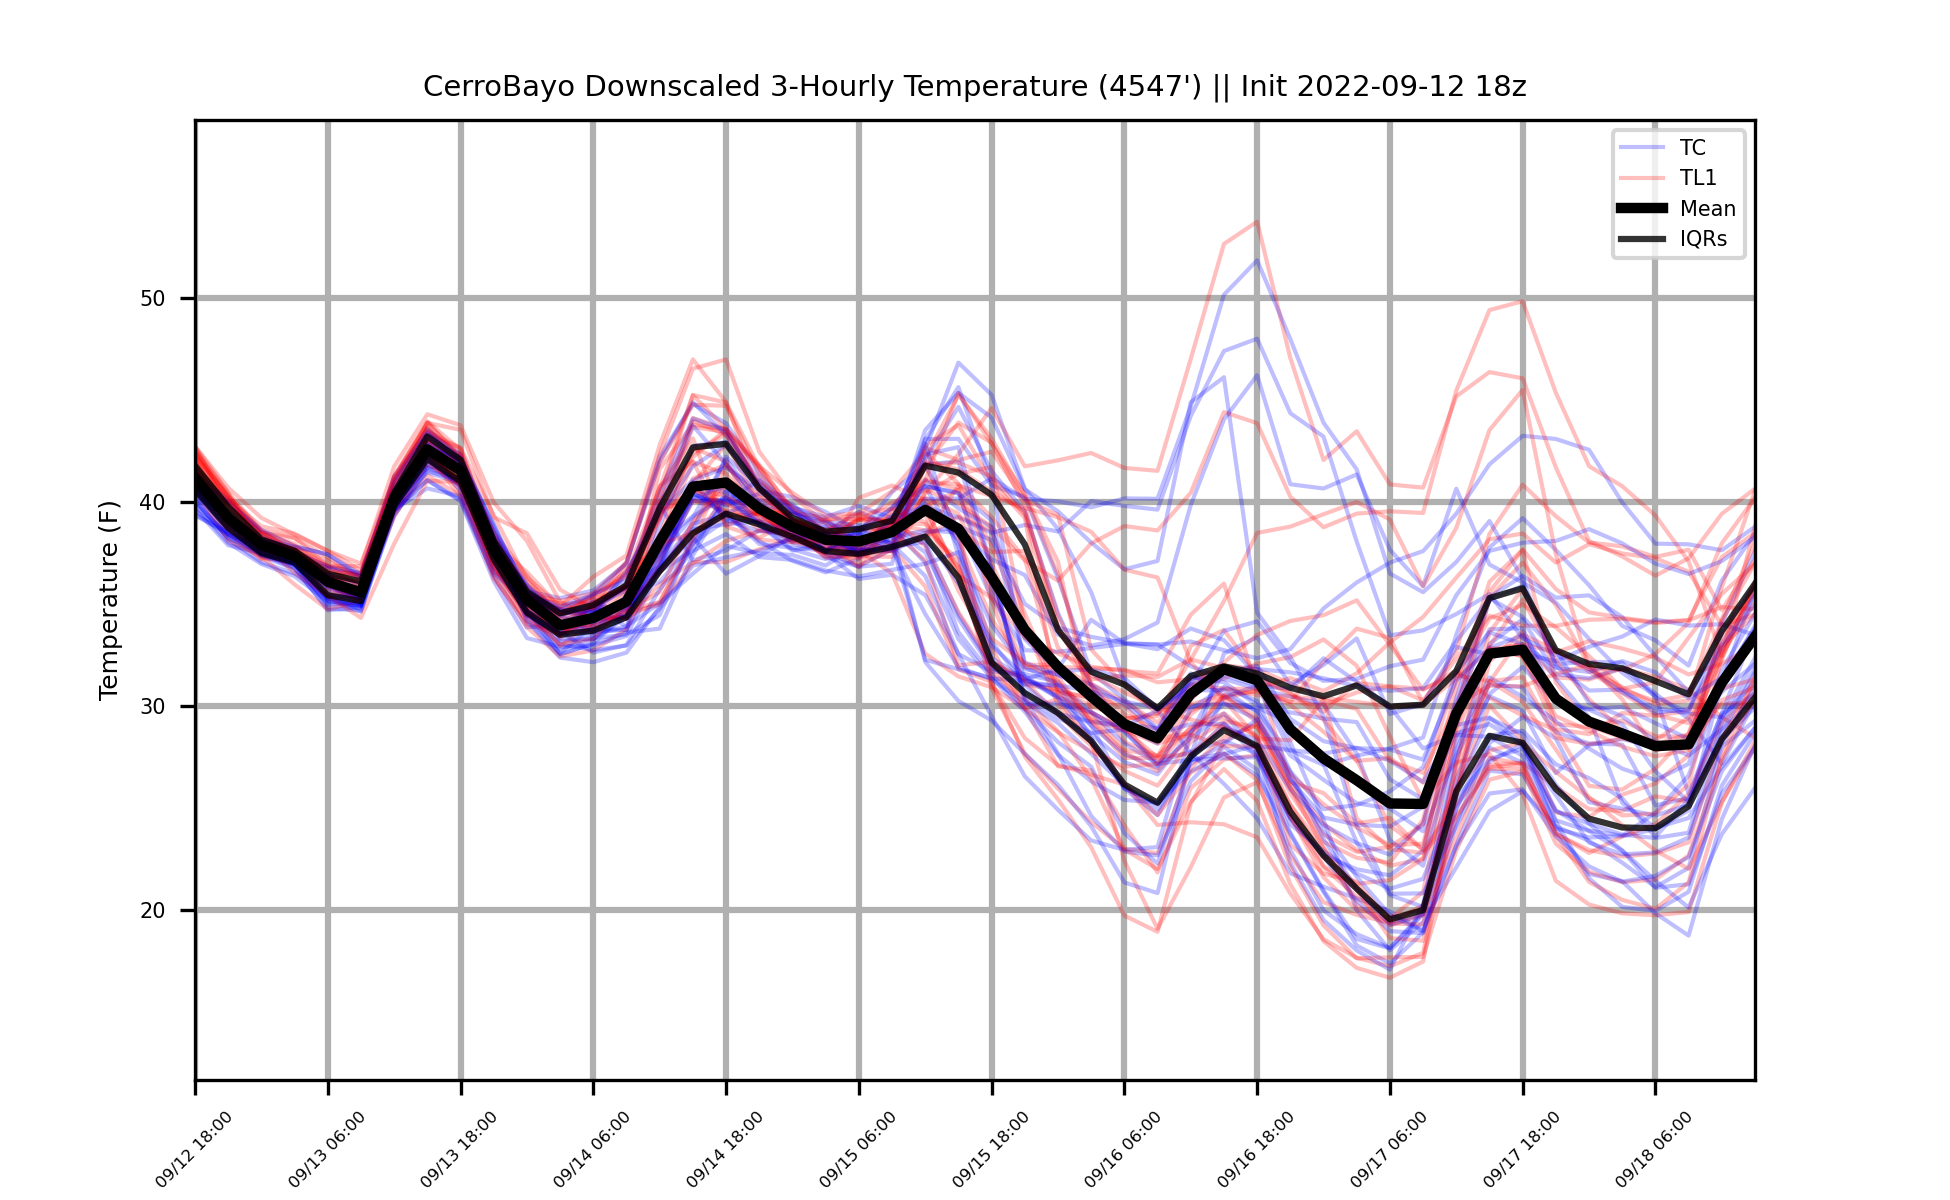 CerroBayo Downscaled 3-Hourly Temperature (4547') || Init 2022-09-12 18z
TC
TL1
Mean
IQRs
Temperature (F)
50
40
30
20
09/12 18:00
09/13 06:00
09/13 18:00
09/14 06:00
09/14 18:00
09/15 06:00
09/15 18:00
09/16 06:00
09/16 18:00
09/17 06:00
09/17 18:00
09/18 06:00